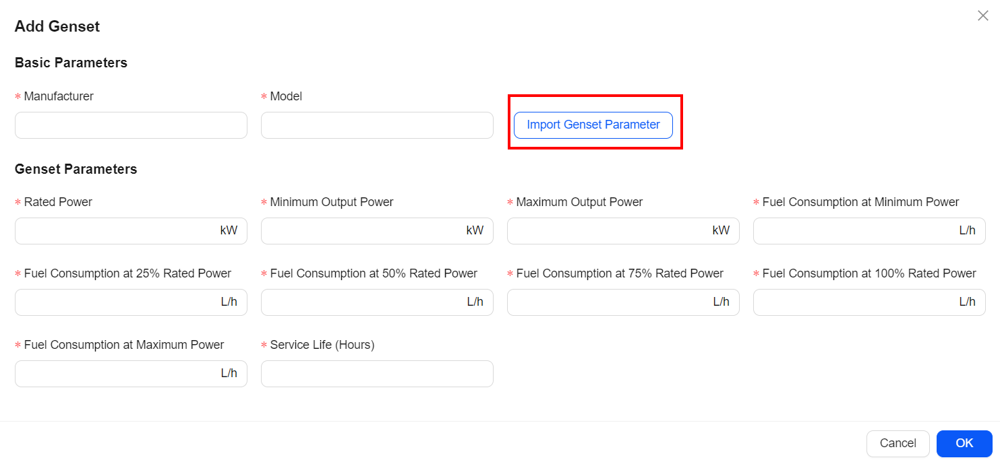 Add Genset
Basic Parameters
* Manufacturer
* Model
Import Genset Parameter
Genset Parameters
* Rated Power
* Minimum Output Power
* Maximum Output Power
* Fuel Consumption at Minimum Power
kW
kW
kW
L/h
* Fuel Consumption at 25% Rated Power
* Fuel Consumption at 50% Rated Power
* Fuel Consumption at 75% Rated Power
* Fuel Consumption at 100% Rated Power
L/h
L/h
L/h
L/h
* Fuel Consumption at Maximum Power
* Service Life (Hours)
L/h
Cancel
OK